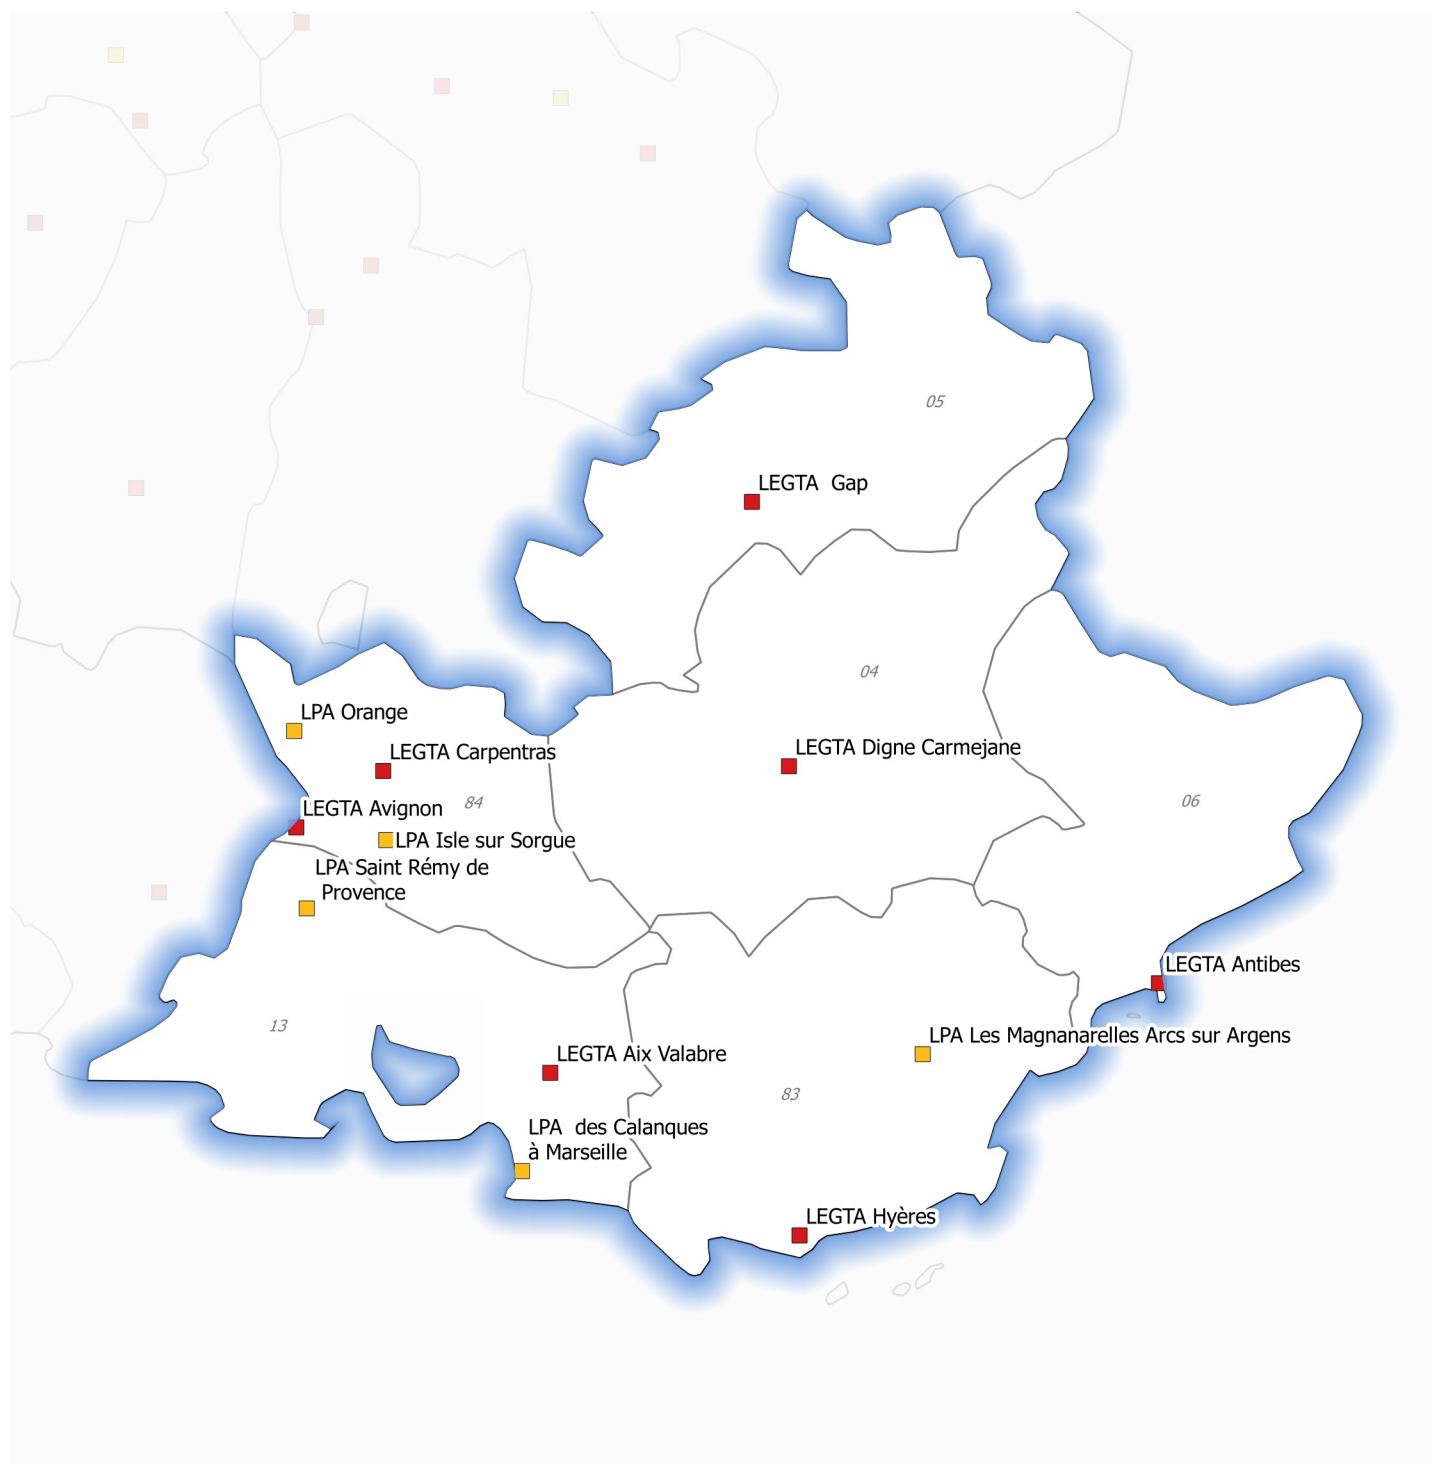 05
LEGTA  Gap
04
LPA Orange
LEGTA Digne Carmejane
LEGTA Carpentras
84
06
LEGTA Avignon
LPA Isle sur Sorgue
LPA Saint Rémy de
Provence
LEGTA Antibes
13
LPA Les Magnanarelles Arcs sur Argens
LEGTA Aix Valabre
83
LPA  des Calanques
à Marseille
LEGTA Hyères